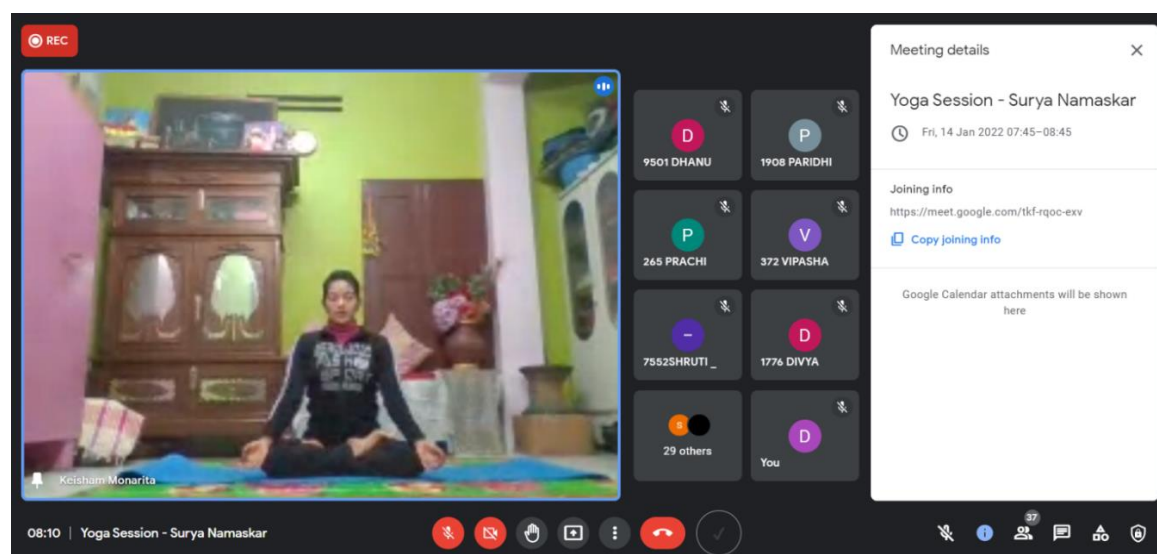 REC
Keisham Monarita
D
9501 DHANU
P
1908 PARIDHI
P
265 PRACHI
V
372 VIPASHA
–
7552SHRUTI _
D
1776 DIVYA
S
29 others
D
You
Meeting details
Yoga Session - Surya Namaskar
Fri, 14 Jan 2022 07:45–08:45
Joining info
https://meet.google.com/tkf-rqoc-exv
Copy joining info
Google Calendar attachments will be shown
here
08:10 | Yoga Session - Surya Namaskar
37